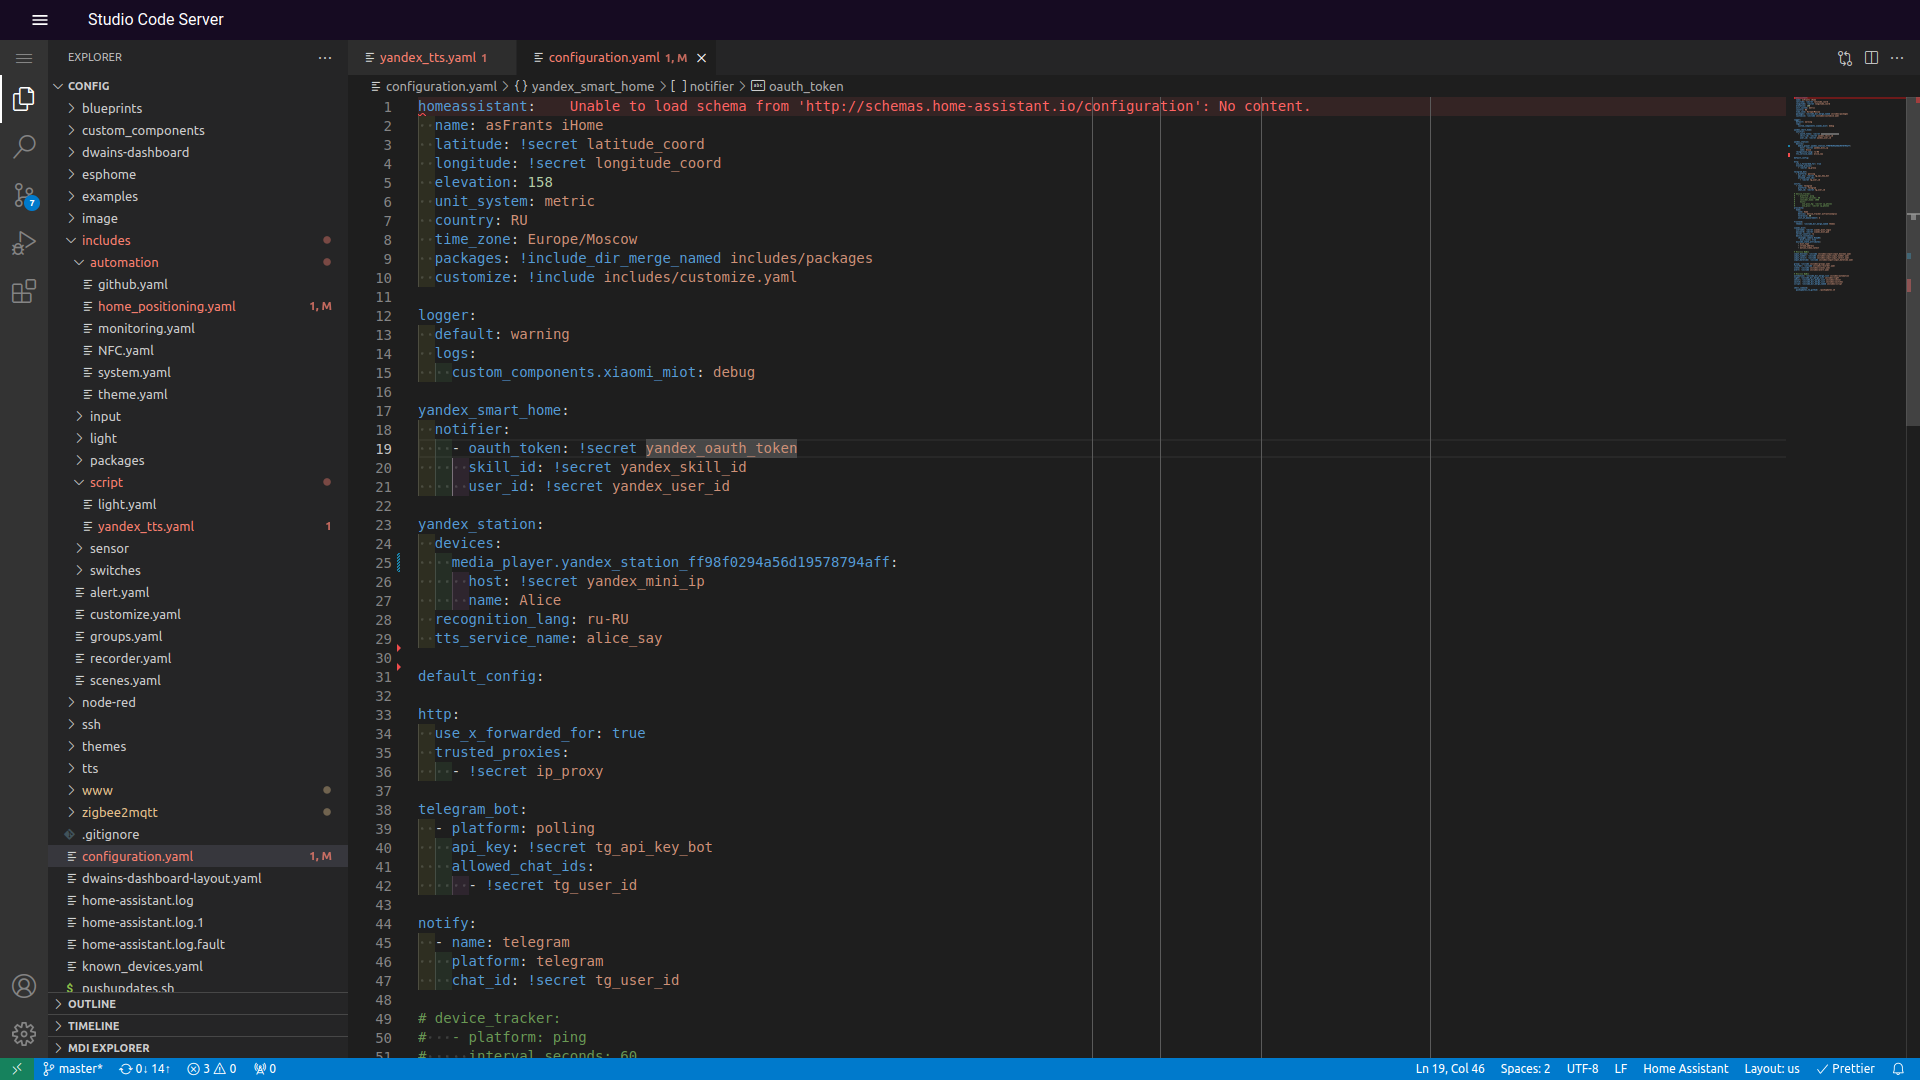 Studio Code Server
EXPLORER
CONFIG
blueprints
custom_components
dwains-dashboard
esphome
examples
image
includes
automation
github.yaml
home_positioning.yaml 1, M
monitoring.yaml
NFC.yaml
system.yaml
theme.yaml
input
light
packages
script
light.yaml
yandex_tts.yaml 1
sensor
switches
alert.yaml
customize.yaml
groups.yaml
recorder.yaml
scenes.yaml
node-red
ssh
themes
tts
www
zigbee2mqtt
.gitignore
configuration.yaml 1, M
dwains-dashboard-layout.yaml
home-assistant.log
home-assistant.log.1
home-assistant.log.fault
known_devices.yaml
pushupdates.sh
OUTLINE
TIMELINE
MDI EXPLORER
7
yandex_tts.yaml 1
configuration.yaml 1, M
configuration.yaml > {} yandex_smart_home > [ ] notifier > abc oauth_token
1 homeassistant: Unable to load schema from 'http://schemas.home-assistant.io/configuration': No content.
2 name: asFrants iHome
3 latitude: !secret latitude_coord
4 longitude: !secret longitude_coord
5 elevation: 158
6 unit_system: metric
7 country: RU
8 time_zone: Europe/Moscow
9 packages: !include_dir_merge_named includes/packages
10 customize: !include includes/customize.yaml
11
12 logger:
13 default: warning
14 logs:
15 custom_components.xiaomi_miot: debug
16
17 yandex_smart_home:
18 notifier:
19 - oauth_token: !secret yandex_oauth_token
20 skill_id: !secret yandex_skill_id
21 user_id: !secret yandex_user_id
22
23 yandex_station:
24 devices:
25 media_player.yandex_station_ff98f0294a56d19578794aff:
26 host: !secret yandex_mini_ip
27 name: Alice
28 recognition_lang: ru-RU
29 tts_service_name: alice_say
30
31 default_config:
32
33 http:
34 use_x_forwarded_for: true
35 trusted_proxies:
36 - !secret ip_proxy
37
38 telegram_bot:
39 - platform: polling
40 api_key: !secret tg_api_key_bot
41 allowed_chat_ids:
42 - !secret tg_user_id
43
44 notify:
45 - name: telegram
46 platform: telegram
47 chat_id: !secret tg_user_id
48
49 # device_tracker:
50 # - platform: ping
51 # interval_seconds: 60
master* 0↓ 14↑ 3 0 0
Ln 19, Col 46 Spaces: 2 UTF-8 LF Home Assistant Layout: us Prettier